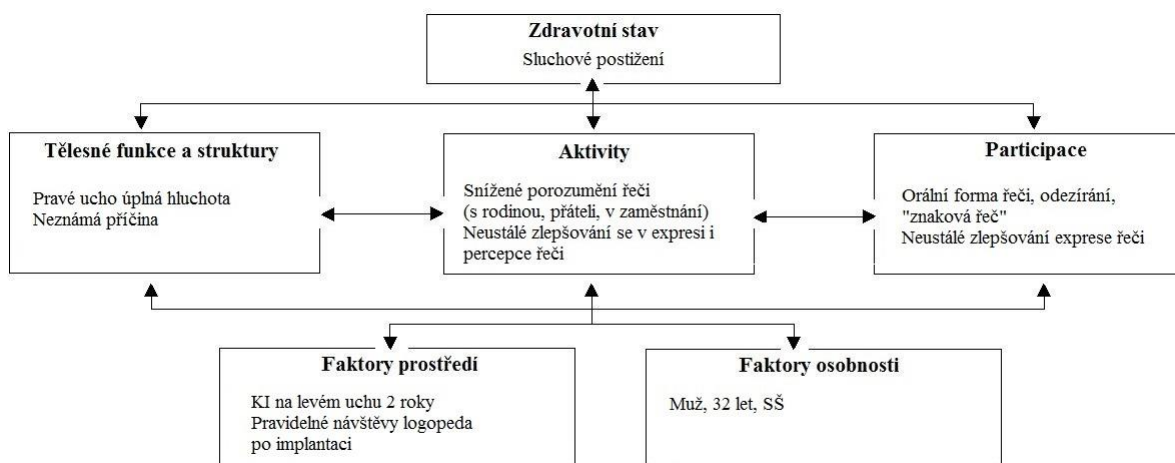 Zdravotní stav
Sluchové postižení
Tělesné funkce a struktury
Pravé ucho úplná hluchota
Neznámá příčina
Aktivity
Snížené porozumění řeči
(s rodinou, přáteli, v zaměstnání)
Neustálé zlepšování se v expresi i
percepce řeči
Participace
Orální forma řeči, odezírání,
"znaková řeč"
Neustálé zlepšování exprese řeči
Faktory prostředí
KI na levém uchu 2 roky
Pravidelné návštěvy logopeda
po implantaci
Faktory osobnosti
Muž, 32 let, SŠ